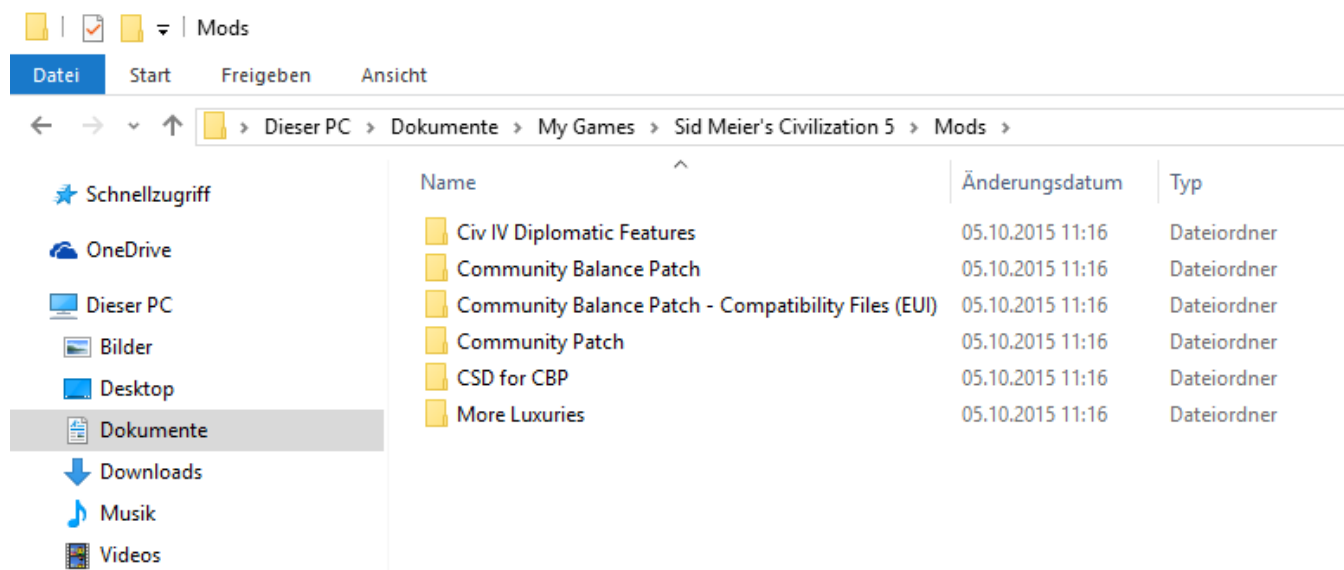 Mods
Datei Start Freigeben Ansicht
Dieser PC Dokumente My Games Sid Meier's Civilization 5 Mods
Name Änderungsdatum Typ
Schnellzugriff
OneDrive
Dieser PC
Bilder
Desktop
Dokumente
Downloads
Musik
Videos
Civ IV Diplomatic Features 05.10.2015 11:16 Dateiordner
Community Balance Patch 05.10.2015 11:16 Dateiordner
Community Balance Patch - Compatibility Files (EUI) 05.10.2015 11:16 Dateiordner
Community Patch 05.10.2015 11:16 Dateiordner
CSD for CBP 05.10.2015 11:16 Dateiordner
More Luxuries 05.10.2015 11:16 Dateiordner